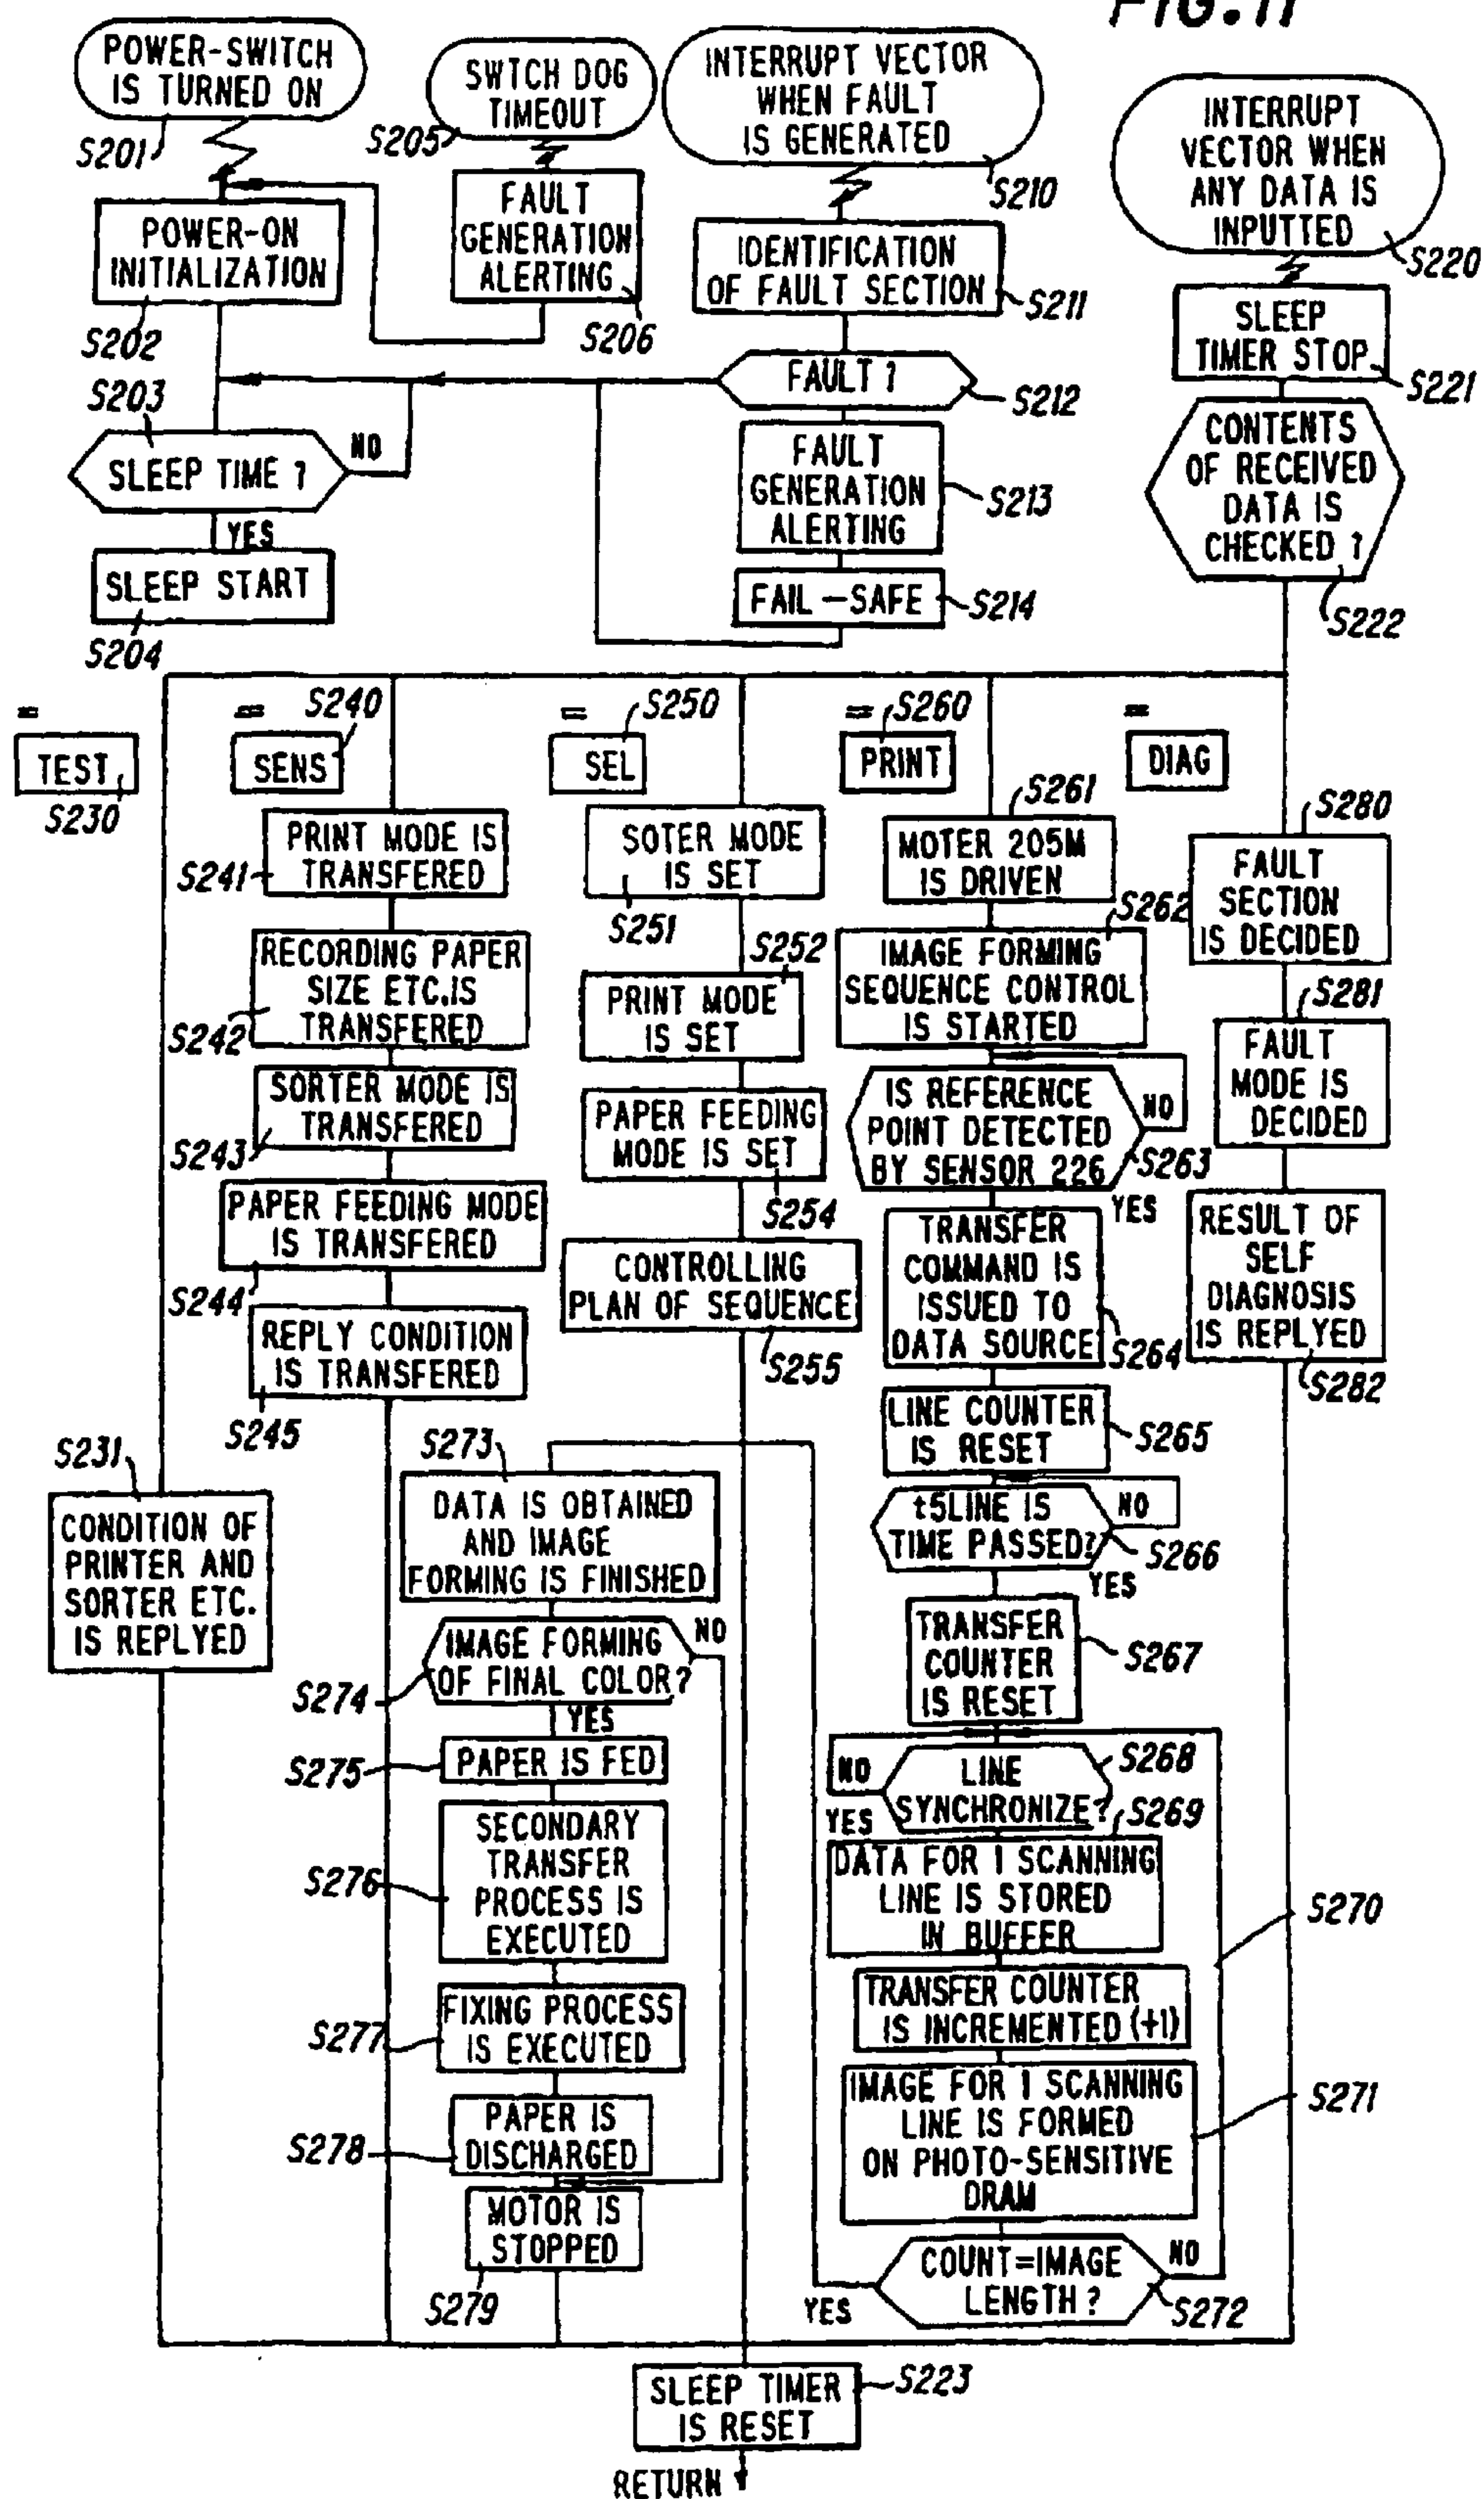 FIG. 11
POWER-SWITCH
IS TURNED ON
S201
POWER-ON
INITIALIZATION
S202
S203
SLEEP TIME ?
NO
YES
SLEEP START
S204
SWTCH DOG
TIMEOUT
S205
FAULT
GENERATION
ALERTING
S206
INTERRUPT VECTOR
WHEN FAULT
IS GENERATED
S210
IDENTIFICATION
OF FAULT SECTION
S211
FAULT ?
S212
FAULT
GENERATION
ALERTING
S213
FAIL-SAFE
S214
INTERRUPT
VECTOR WHEN
ANY DATA IS
INPUTTED
S220
SLEEP
TIMER STOP
S221
CONTENTS
OF RECEIVED
DATA IS
CHECKED ?
S222
=
TEST
S230
S231
CONDITION OF
PRINTER AND
SORTER ETC.
IS REPLYED
=
S240
SENS
PRINT MODE IS
TRANSFERED
S241
RECORDING PAPER
SIZE ETC.IS
TRANSFERED
S242
SORTER MODE IS
TRANSFERED
S243
PAPER FEEDING MODE
IS TRANSFERED
S244
REPLY CONDITION
IS TRANSFERED
S245
=
S250
SEL
SOTER MODE
IS SET
S251
S252
PRINT MODE
IS SET
PAPER FEEDING
MODE IS SET
S254
CONTROLLING
PLAN OF SEQUENCE
S255
=
S260
PRINT
S261
MOTER 205M
IS DRIVEN
S262
IMAGE FORMING
SEQUENCE CONTROL
IS STARTED
IS REFERENCE
POINT DETECTED
BY SENSOR 226
NO
S263
YES
TRANSFER
COMMAND IS
ISSUED TO
DATA SOURCE
S264
LINE COUNTER
IS RESET
S265
t5LINE IS
TIME PASSED?
NO
S266
YES
TRANSFER
COUNTER
IS RESET
S267
NO
LINE
SYNCHRONIZE?
S268
YES
S269
DATA FOR 1 SCANNING
LINE IS STORED
IN BUFFER
S270
TRANSFER COUNTER
IS INCREMENTED (+1)
IMAGE FOR 1 SCANNING
LINE IS FORMED
ON PHOTO-SENSITIVE
DRAM
S271
COUNT=IMAGE
LENGTH ?
NO
YES
S272
S273
DATA IS OBTAINED
AND IMAGE
FORMING IS FINISHED
IMAGE FORMING
OF FINAL COLOR?
NO
S274
YES
PAPER IS FED
S275
SECONDARY
TRANSFER
PROCESS IS
EXECUTED
S276
FIXING PROCESS
IS EXECUTED
S277
PAPER IS
DISCHARGED
S278
MOTOR IS
STOPPED
S279
=
DIAG
S280
FAULT
SECTION
IS DECIDED
S281
FAULT
MODE IS
DECIDED
RESULT OF
SELF
DIAGNOSIS
IS REPLYED
S282
SLEEP TIMER
IS RESET
S223
RETURN